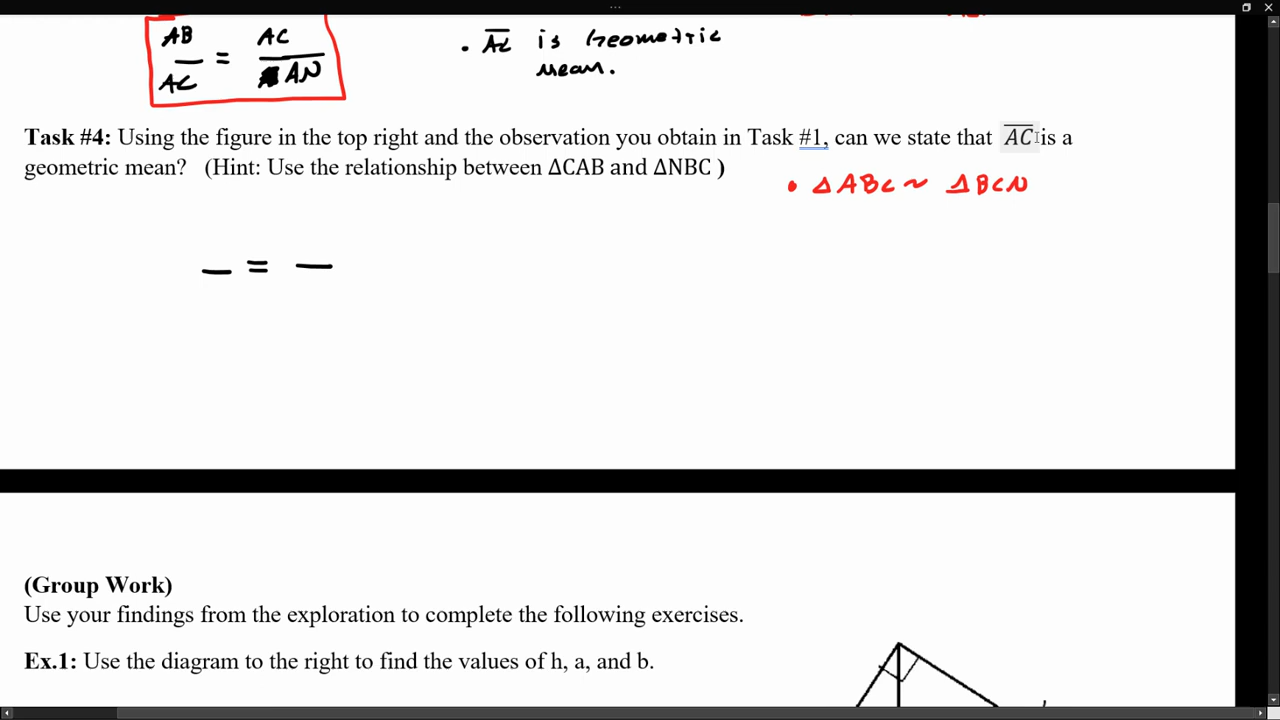 AB = AC
AC AN
• AC is Geometric
mean.
Task #4: Using the figure in the top right and the observation you obtain in Task #1, can we state that AC is a
geometric mean? (Hint: Use the relationship between ΔCAB and ΔNBC )
• ΔABC ~ ΔBCN
_ = _
(Group Work)
Use your findings from the exploration to complete the following exercises.
Ex.1: Use the diagram to the right to find the values of h, a, and b.